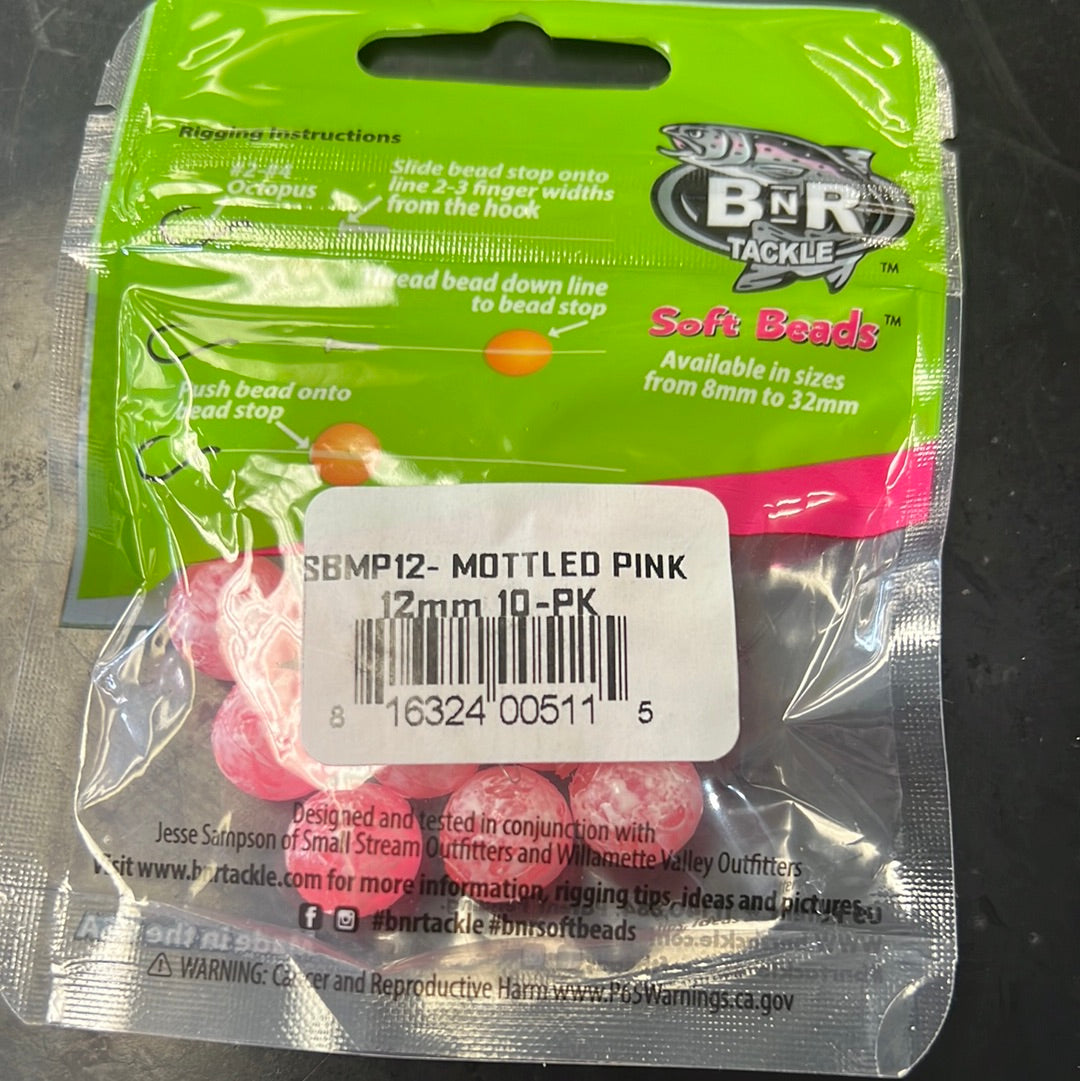 Rigging Instructions
#2-#4
Octopus
Slide bead stop onto
line 2-3 finger widths
from the hook
BnR
TACKLE
TM
bead down line
to bead stop
Soft Beads™
Available in sizes
from 8mm to 32mm
Push bead onto
bead stop
SBMP12- MOTTLED PINK
12mm 10-PK
8 16324 00511 5
Designed and tested in conjunction with
Jesse Sampson of Small Stream Outfitters and Willamette Valley Outfitters
Visit www.bnrtackle.com for more information, rigging tips, ideas and pictures
#bnrtackle #bnrsoftbeads
Made in the
WARNING: Cancer and Reproductive Harm www.P65Warnings.ca.gov